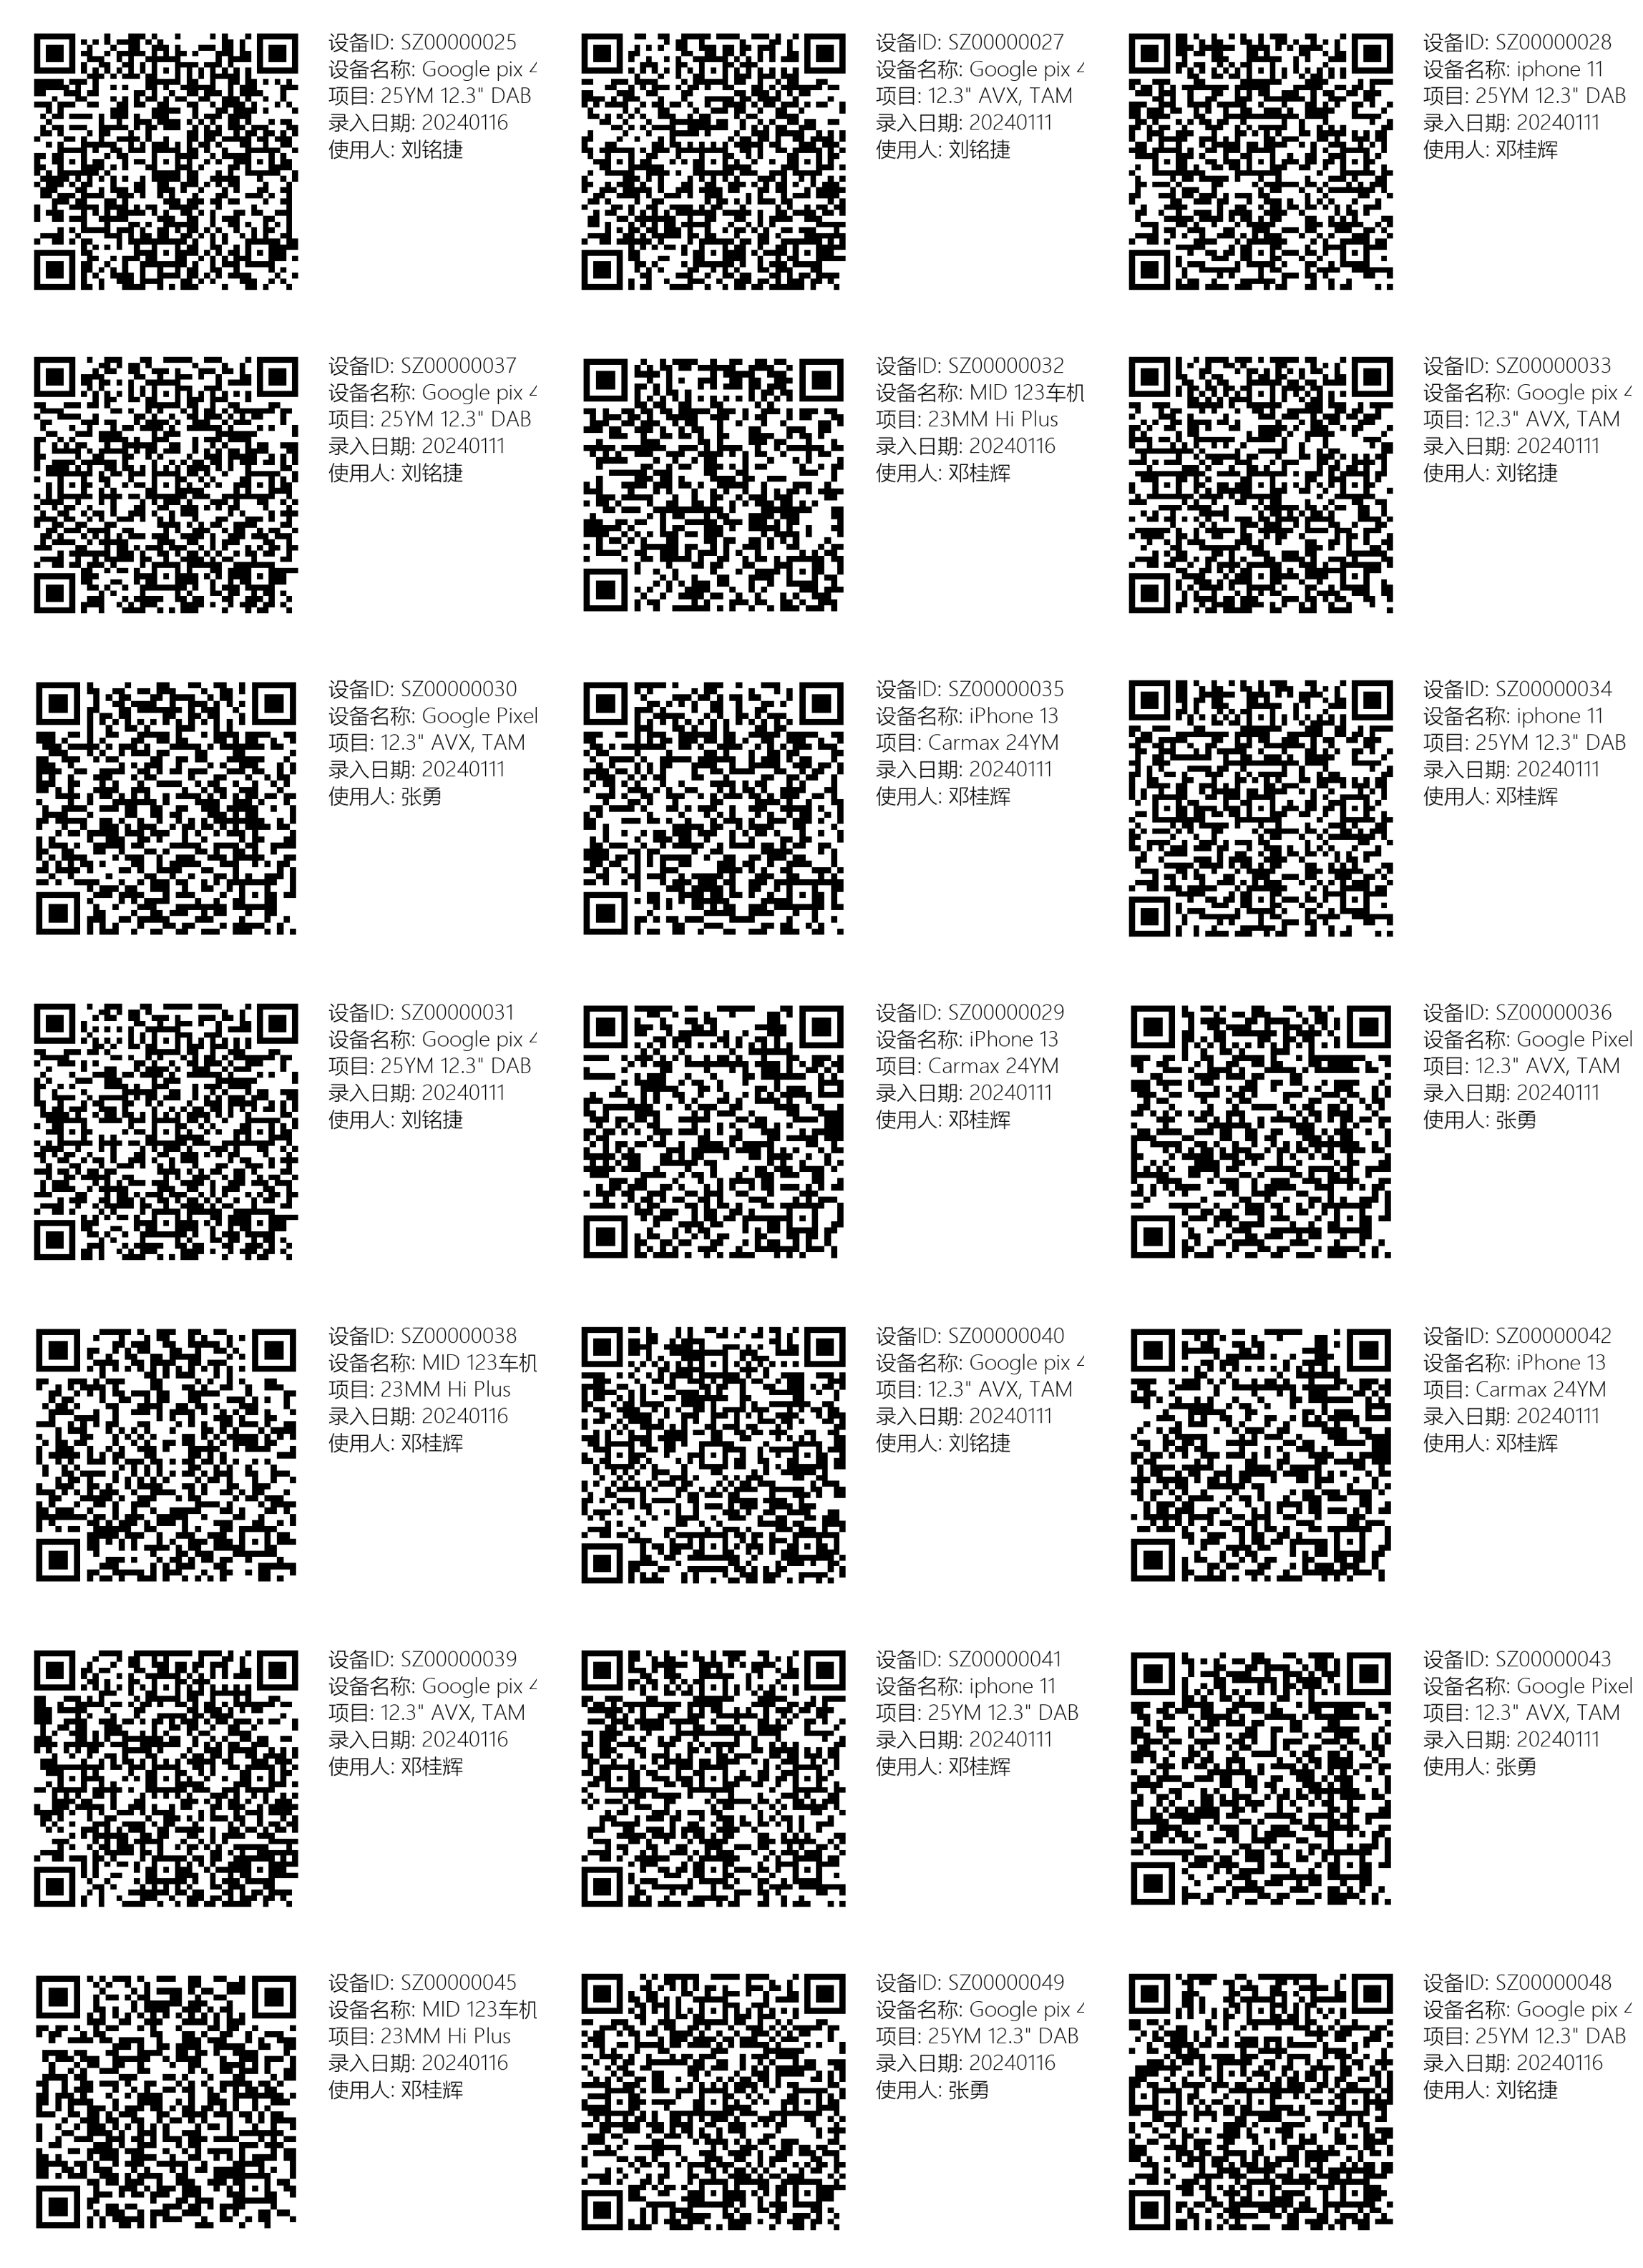 设备ID: SZ00000025
设备名称: Google pix 4
项目: 25YM 12.3" DAB
录入日期: 20240116
使用人: 刘铭捷
设备ID: SZ00000027
设备名称: Google pix 4
项目: 12.3" AVX, TAM
录入日期: 20240111
使用人: 刘铭捷
设备ID: SZ00000028
设备名称: iphone 11
项目: 25YM 12.3" DAB
录入日期: 20240111
使用人: 邓桂辉
设备ID: SZ00000037
设备名称: Google pix 4
项目: 25YM 12.3" DAB
录入日期: 20240111
使用人: 刘铭捷
设备ID: SZ00000032
设备名称: MID 123车机
项目: 23MM Hi Plus
录入日期: 20240116
使用人: 邓桂辉
设备ID: SZ00000033
设备名称: Google pix 4
项目: 12.3" AVX, TAM
录入日期: 20240111
使用人: 刘铭捷
设备ID: SZ00000030
设备名称: Google Pixel
项目: 12.3" AVX, TAM
录入日期: 20240111
使用人: 张勇
设备ID: SZ00000035
设备名称: iPhone 13
项目: Carmax 24YM
录入日期: 20240111
使用人: 邓桂辉
设备ID: SZ00000034
设备名称: iphone 11
项目: 25YM 12.3" DAB
录入日期: 20240111
使用人: 邓桂辉
设备ID: SZ00000031
设备名称: Google pix 4
项目: 25YM 12.3" DAB
录入日期: 20240111
使用人: 刘铭捷
设备ID: SZ00000029
设备名称: iPhone 13
项目: Carmax 24YM
录入日期: 20240111
使用人: 邓桂辉
设备ID: SZ00000036
设备名称: Google Pixel
项目: 12.3" AVX, TAM
录入日期: 20240111
使用人: 张勇
设备ID: SZ00000038
设备名称: MID 123车机
项目: 23MM Hi Plus
录入日期: 20240116
使用人: 邓桂辉
设备ID: SZ00000040
设备名称: Google pix 4
项目: 12.3" AVX, TAM
录入日期: 20240111
使用人: 刘铭捷
设备ID: SZ00000042
设备名称: iPhone 13
项目: Carmax 24YM
录入日期: 20240111
使用人: 邓桂辉
设备ID: SZ00000039
设备名称: Google pix 4
项目: 12.3" AVX, TAM
录入日期: 20240116
使用人: 邓桂辉
设备ID: SZ00000041
设备名称: iphone 11
项目: 25YM 12.3" DAB
录入日期: 20240111
使用人: 邓桂辉
设备ID: SZ00000043
设备名称: Google Pixel
项目: 12.3" AVX, TAM
录入日期: 20240111
使用人: 张勇
设备ID: SZ00000045
设备名称: MID 123车机
项目: 23MM Hi Plus
录入日期: 20240116
使用人: 邓桂辉
设备ID: SZ00000049
设备名称: Google pix 4
项目: 25YM 12.3" DAB
录入日期: 20240116
使用人: 张勇
设备ID: SZ00000048
设备名称: Google pix 4
项目: 25YM 12.3" DAB
录入日期: 20240116
使用人: 刘铭捷